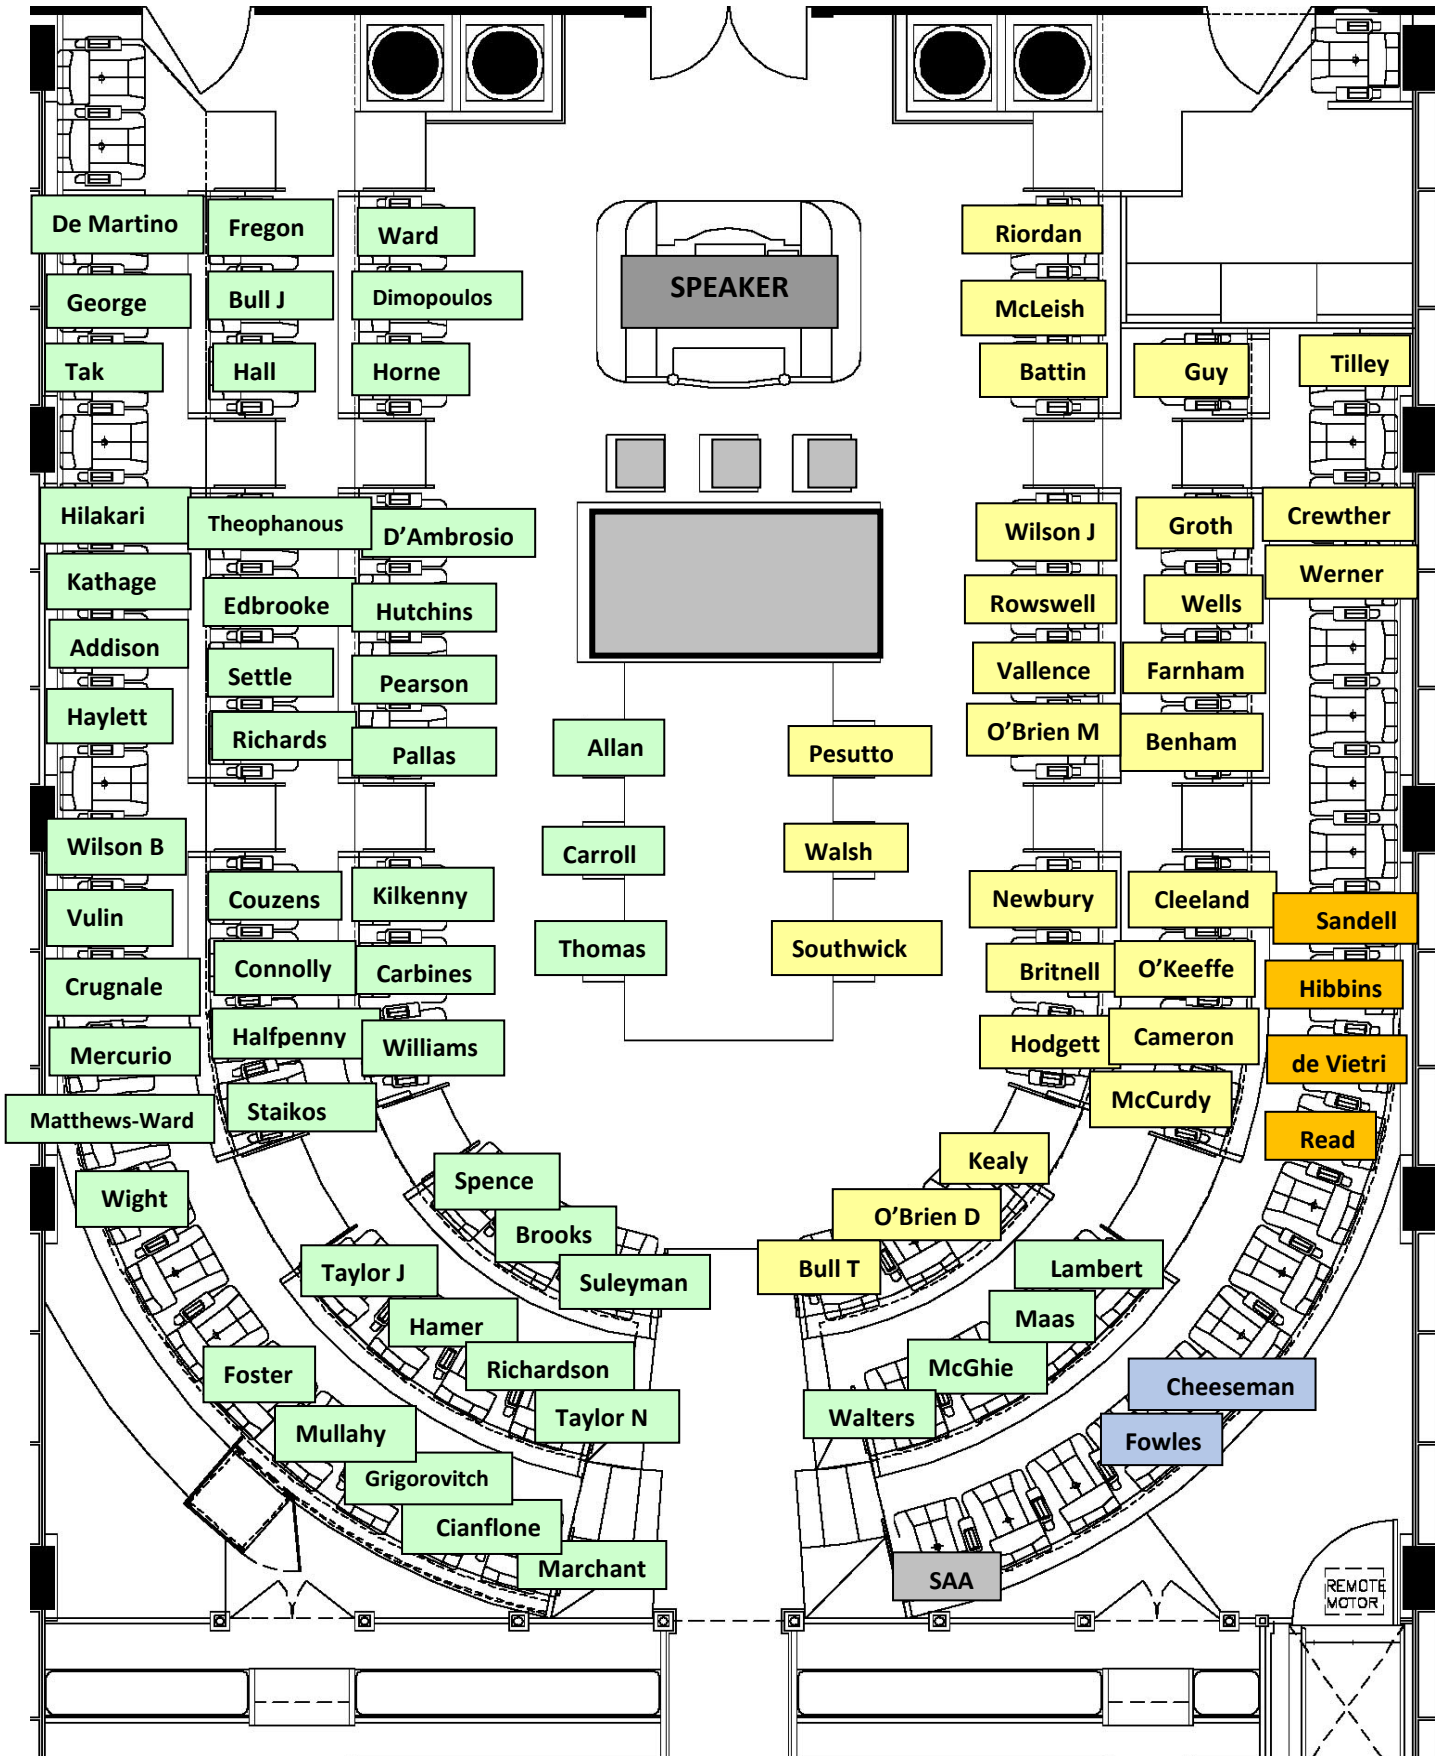 De Martino
Fregon
Ward
SPEAKER
Riordan
George
Bull J
Dimopoulos
McLeish
Tak
Hall
Horne
Battin
Guy
Tilley
Hilakari
Theophanous
D'Ambrosio
Wilson J
Groth
Crewther
Kathage
Edbrooke
Hutchins
Rowswell
Wells
Werner
Addison
Settle
Pearson
Vallence
Farnham
Haylett
Richards
Pallas
Allan
Pesutto
O'Brien M
Benham
Wilson B
Carroll
Walsh
Vulin
Couzens
Kilkenny
Newbury
Cleeland
Sandell
Crugnale
Connolly
Carbines
Thomas
Southwick
Britnell
O'Keeffe
Hibbins
Mercurio
Halfpenny
Williams
Hodgett
Cameron
de Vietri
Matthews-Ward
Staikos
McCurdy
Read
Wight
Spence
Kealy
Brooks
O'Brien D
Taylor J
Suleyman
Bull T
Lambert
Hamer
Maas
Foster
Richardson
McGhie
Cheeseman
Mullahy
Taylor N
Walters
Fowles
Grigorovitch
Cianflone
Marchant
SAA
REMOTE
MOTOR